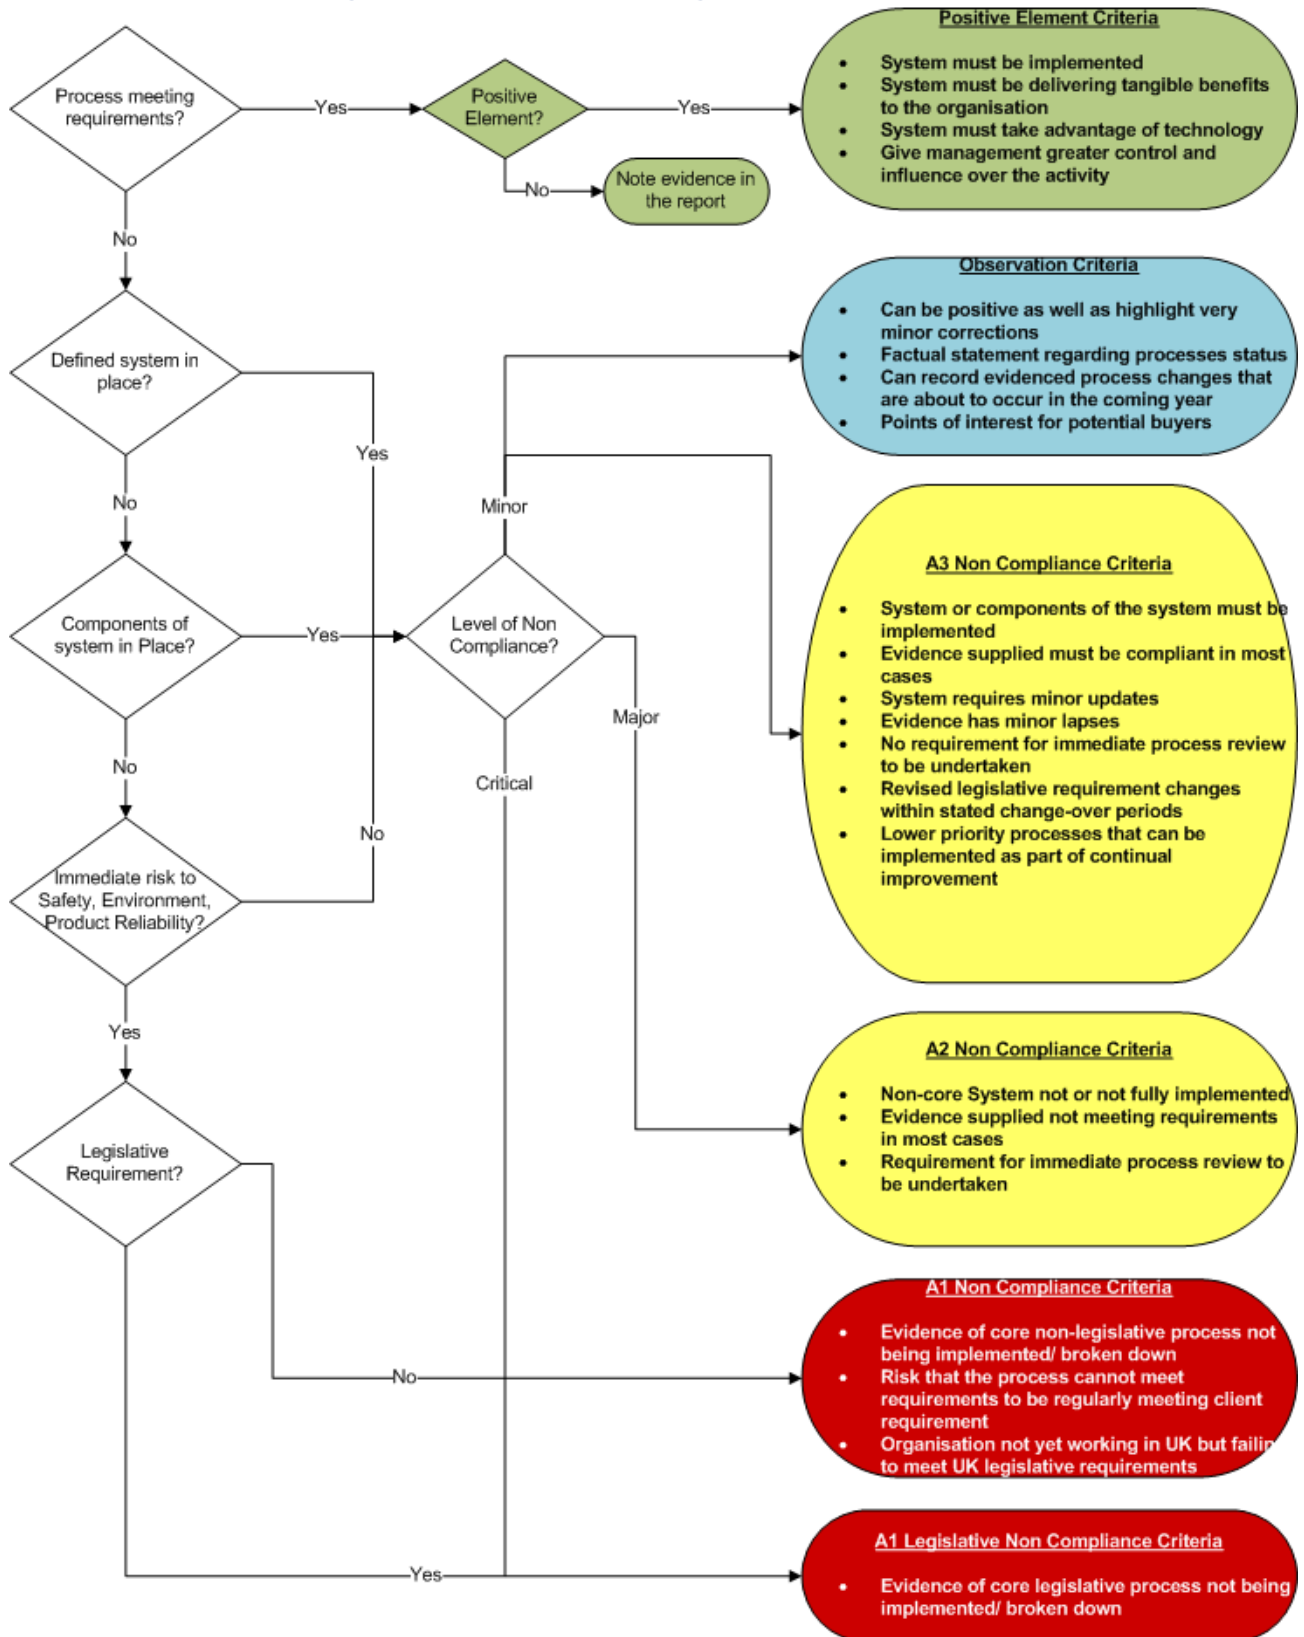 Process meeting
requirements?
Yes
Positive
Element?
Yes
No
Note evidence in
the report
Positive Element Criteria
• System must be implemented
• System must be delivering tangible benefits
to the organisation
• System must take advantage of technology
• Give management greater control and
influence over the activity
No
Defined system in
place?
Yes
No
Observation Criteria
• Can be positive as well as highlight very
minor corrections
• Factual statement regarding processes status
• Can record evidenced process changes that
are about to occur in the coming year
• Points of interest for potential buyers
Minor
Components of
system in Place?
Yes
Level of Non
Compliance?
Major
Critical
No
A3 Non Compliance Criteria
• System or components of the system must be
implemented
• Evidence supplied must be compliant in most
cases
• System requires minor updates
• Evidence has minor lapses
• No requirement for immediate process review
to be undertaken
• Revised legislative requirement changes
within stated change-over periods
• Lower priority processes that can be
implemented as part of continual
improvement
No
Immediate risk to
Safety, Environment,
Product Reliability?
Yes
A2 Non Compliance Criteria
• Non-core System not or not fully implemented
• Evidence supplied not meeting requirements
in most cases
• Requirement for immediate process review to
be undertaken
Legislative
Requirement?
No
A1 Non Compliance Criteria
• Evidence of core non-legislative process not
being implemented/ broken down
• Risk that the process cannot meet
requirements to be regularly meeting client
requirement
• Organisation not yet working in UK but failin
to meet UK legislative requirements
Yes
A1 Legislative Non Compliance Criteria
• Evidence of core legislative process not being
implemented/ broken down